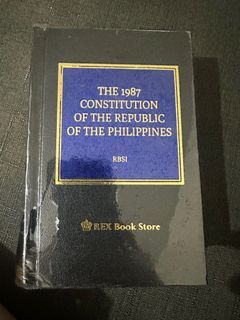 THE 1987
CONSTITUTION
OF THE REPUBLIC
OF THE PHILIPPINES
RBSI
REX Book Store